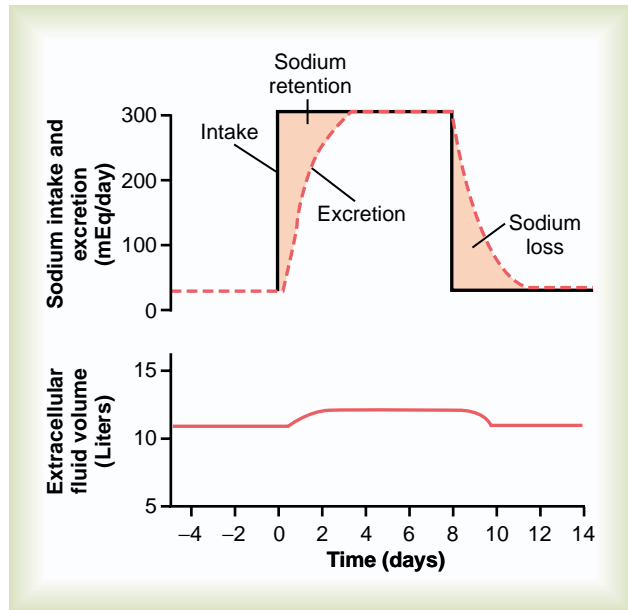 Sodium
retention
Intake
Excretion
Sodium
loss
Sodium intake and
excretion
(mEq/day)
300
200
100
0
Extracellular
fluid volume
(Liters)
15
10
5
−4 −2 0 2 4 6 8 10 12 14
Time (days)